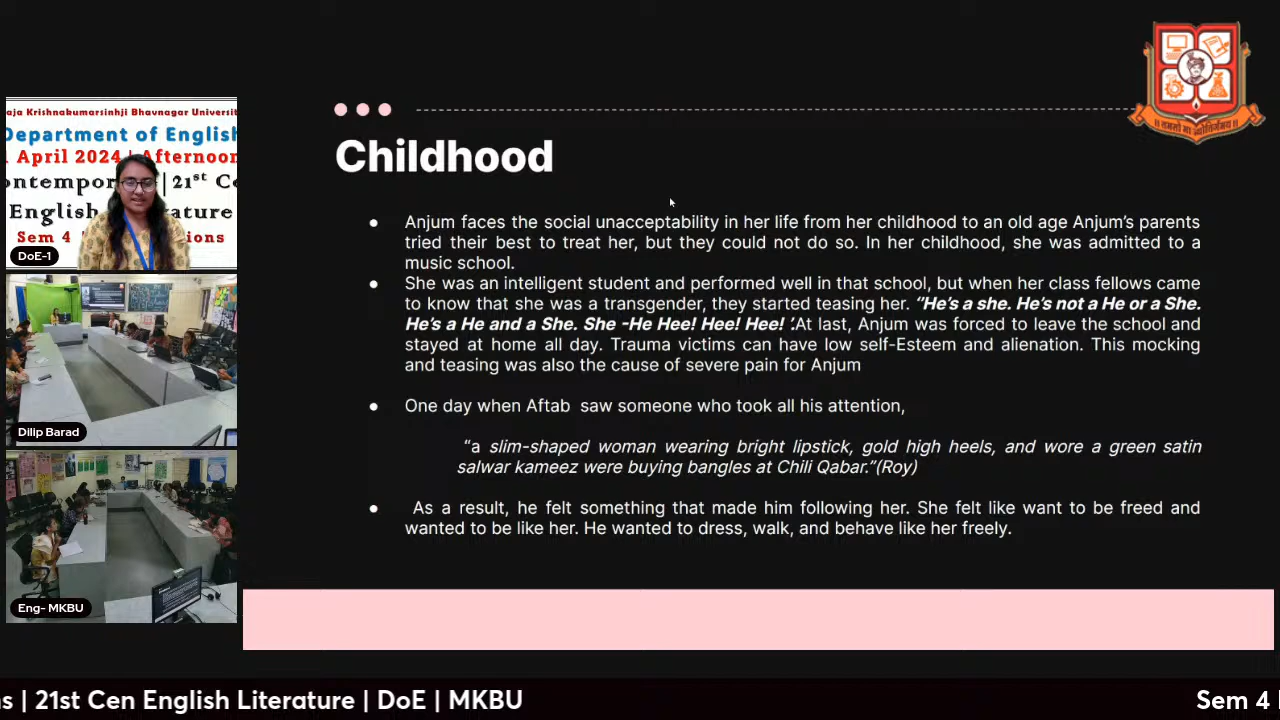 aja Krishnakumarsinhji Bhavnagar Universit
Department of English
April 2024 | Afternoon
ontempor 21st Ce
English rature
Sem 4 ions
DoE-1
Dilip Barad
Eng- MKBU
Childhood
● Anjum faces the social unacceptability in her life from her childhood to an old age Anjum's parents
tried their best to treat her, but they could not do so. In her childhood, she was admitted to a
music school.
● She was an intelligent student and performed well in that school, but when her class fellows came
to know that she was a transgender, they started teasing her. “He's a she. He's not a He or a She.
He's a He and a She. She -He Hee! Hee! Hee! ’.At last, Anjum was forced to leave the school and
stayed at home all day. Trauma victims can have low self-Esteem and alienation. This mocking
and teasing was also the cause of severe pain for Anjum
● One day when Aftab saw someone who took all his attention,
“a slim-shaped woman wearing bright lipstick, gold high heels, and wore a green satin
salwar kameez were buying bangles at Chili Qabar.”(Roy)
● As a result, he felt something that made him following her. She felt like want to be freed and
wanted to be like her. He wanted to dress, walk, and behave like her freely.
॥ तमसो मा ज्योतिर्गमय ॥
s | 21st Cen English Literature | DoE | MKBU
Sem 4